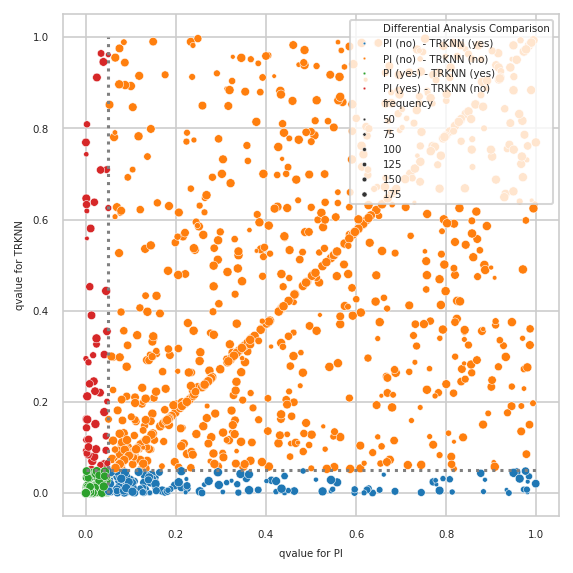 Differential Analysis Comparison
PI (no)  - TRKNN (yes)
PI (no)  - TRKNN (no)
PI (yes) - TRKNN (yes)
PI (yes) - TRKNN (no)
frequency
50
75
100
125
150
175
1.0
0.8
0.6
0.4
0.2
0.0
qvalue for TRKNN
0.0 0.2 0.4 0.6 0.8 1.0
qvalue for PI